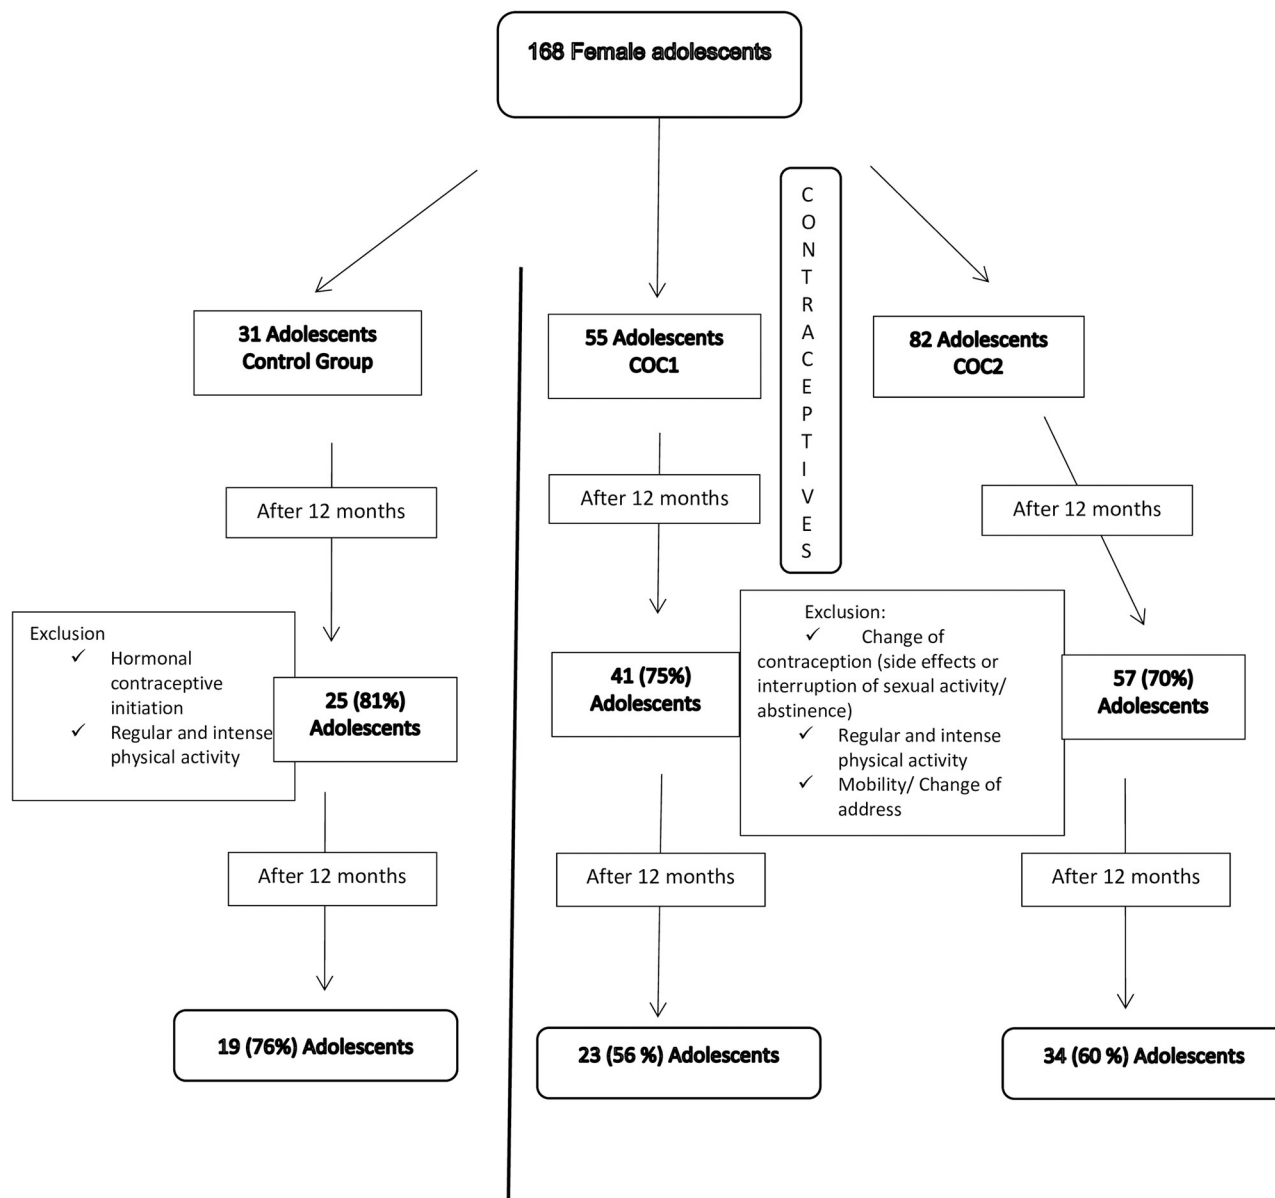 168 Female adolescents
C
O
N
T
R
A
C
E
P
T
I
V
E
S
31 Adolescents
Control Group
55 Adolescents
COC1
82 Adolescents
COC2
After 12 months
After 12 months
After 12 months
Exclusion
✓ Hormonal
contraceptive
initiation
✓ Regular and intense
physical activity
25 (81%)
Adolescents
41 (75%)
Adolescents
Exclusion:
✓ Change of
contraception (side effects or
interruption of sexual activity/
abstinence)
✓ Regular and intense
physical activity
✓ Mobility/ Change of
address
57 (70%)
Adolescents
After 12 months
After 12 months
After 12 months
19 (76%) Adolescents
23 (56 %) Adolescents
34 (60 %) Adolescents